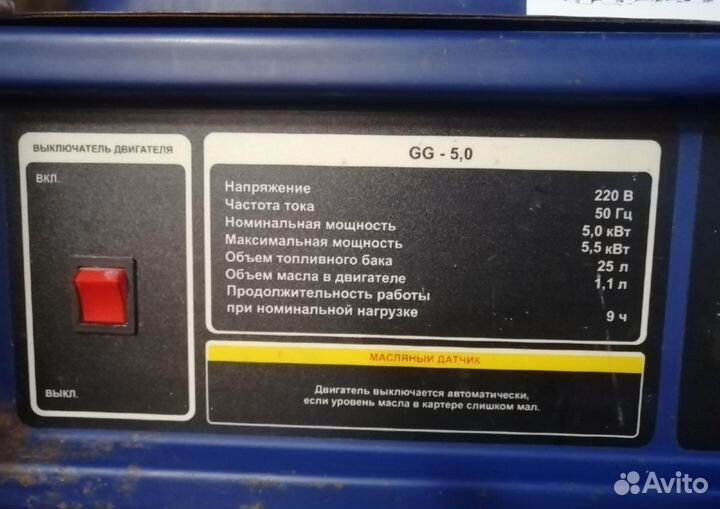 ВЫКЛЮЧАТЕЛЬ ДВИГАТЕЛЯ
ВКЛ.
ВЫКЛ.
GG - 5,0
Напряжение 220 В
Частота тока 50 Гц
Номинальная мощность 5,0 кВт
Максимальная мощность 5,5 кВт
Объем топливного бака 25 л
Объем масла в двигателе 1,1 л
Продолжительность работы
при номинальной нагрузке 9 ч
МАСЛЯНЫЙ ДАТЧИК
Двигатель выключается автоматически,
если уровень масла в картере слишком мал.
Avito